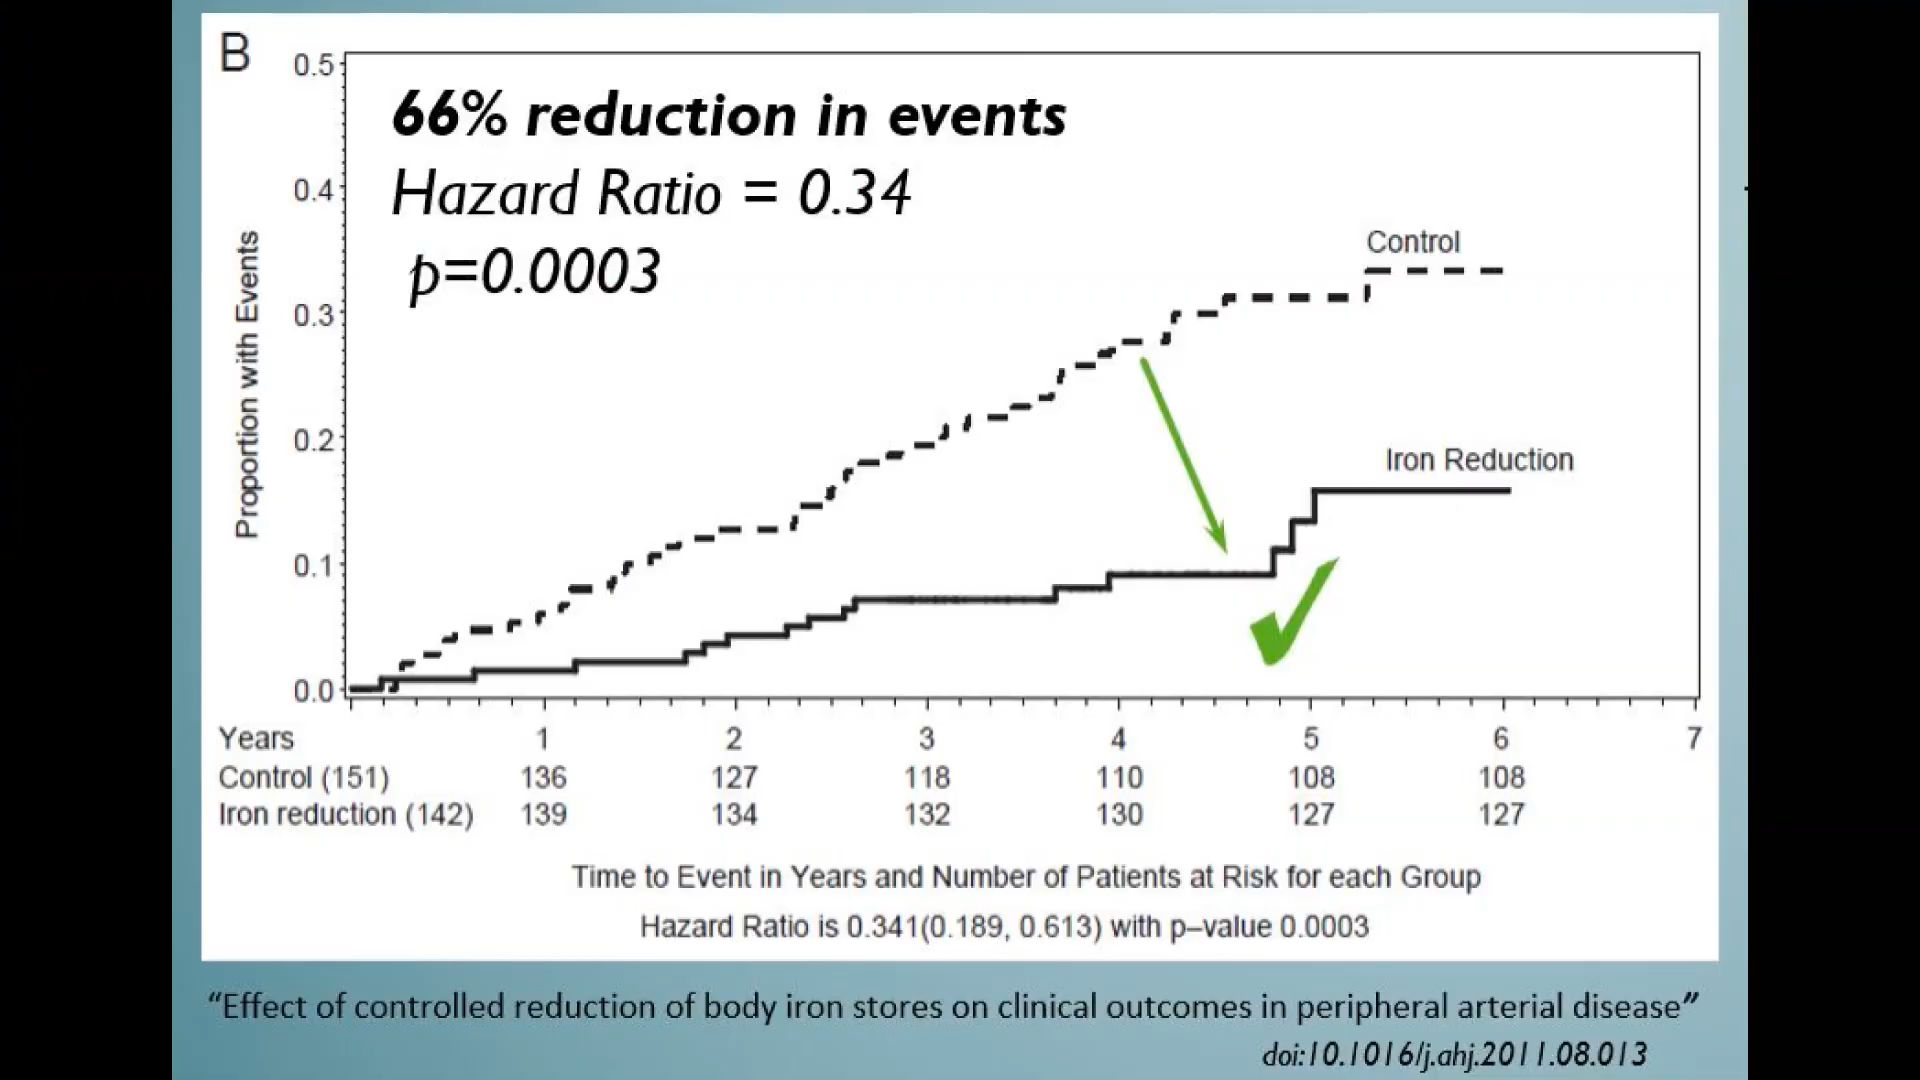 B
66% reduction in events
Hazard Ratio = 0.34
p=0.0003
Proportion with Events
0.5
0.4
0.3
0.2
0.1
0.0
Control
Iron Reduction
Years 1 2 3 4 5 6 7
Control (151) 136 127 118 110 108 108
Iron reduction (142) 139 134 132 130 127 127
Time to Event in Years and Number of Patients at Risk for each Group
Hazard Ratio is 0.341(0.189, 0.613) with p–value 0.0003
“Effect of controlled reduction of body iron stores on clinical outcomes in peripheral arterial disease”
doi:10.1016/j.ahj.2011.08.013